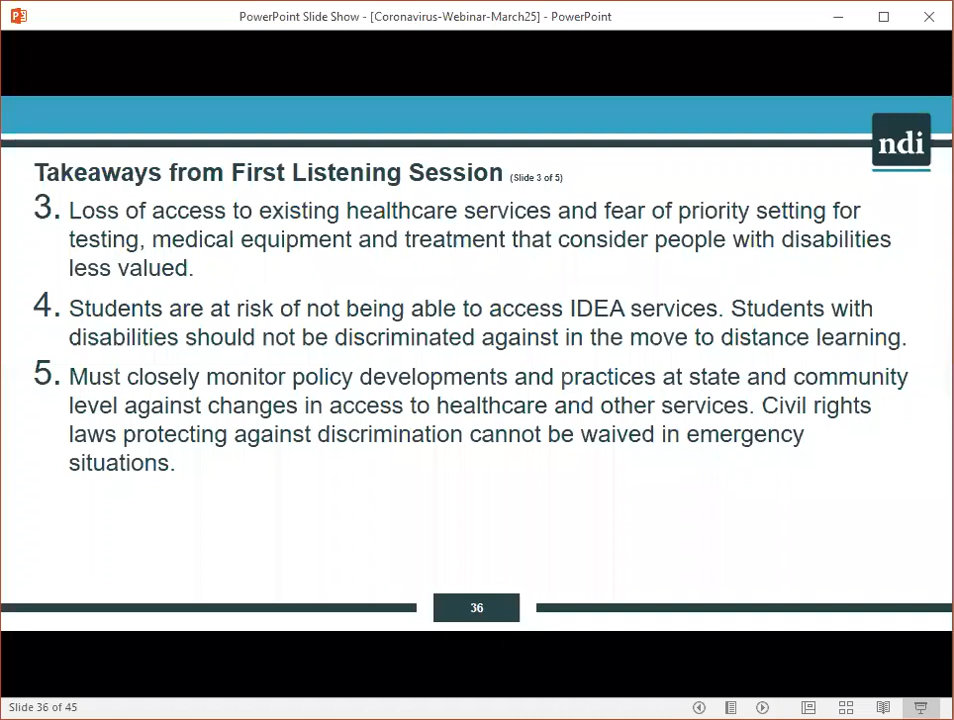 PowerPoint Slide Show - [Coronavirus-Webinar-March25] - PowerPoint
ndi
Takeaways from First Listening Session (Slide 3 of 5)
3. Loss of access to existing healthcare services and fear of priority setting for
testing, medical equipment and treatment that consider people with disabilities
less valued.
4. Students are at risk of not being able to access IDEA services. Students with
disabilities should not be discriminated against in the move to distance learning.
5. Must closely monitor policy developments and practices at state and community
level against changes in access to healthcare and other services. Civil rights
laws protecting against discrimination cannot be waived in emergency
situations.
36
Slide 36 of 45